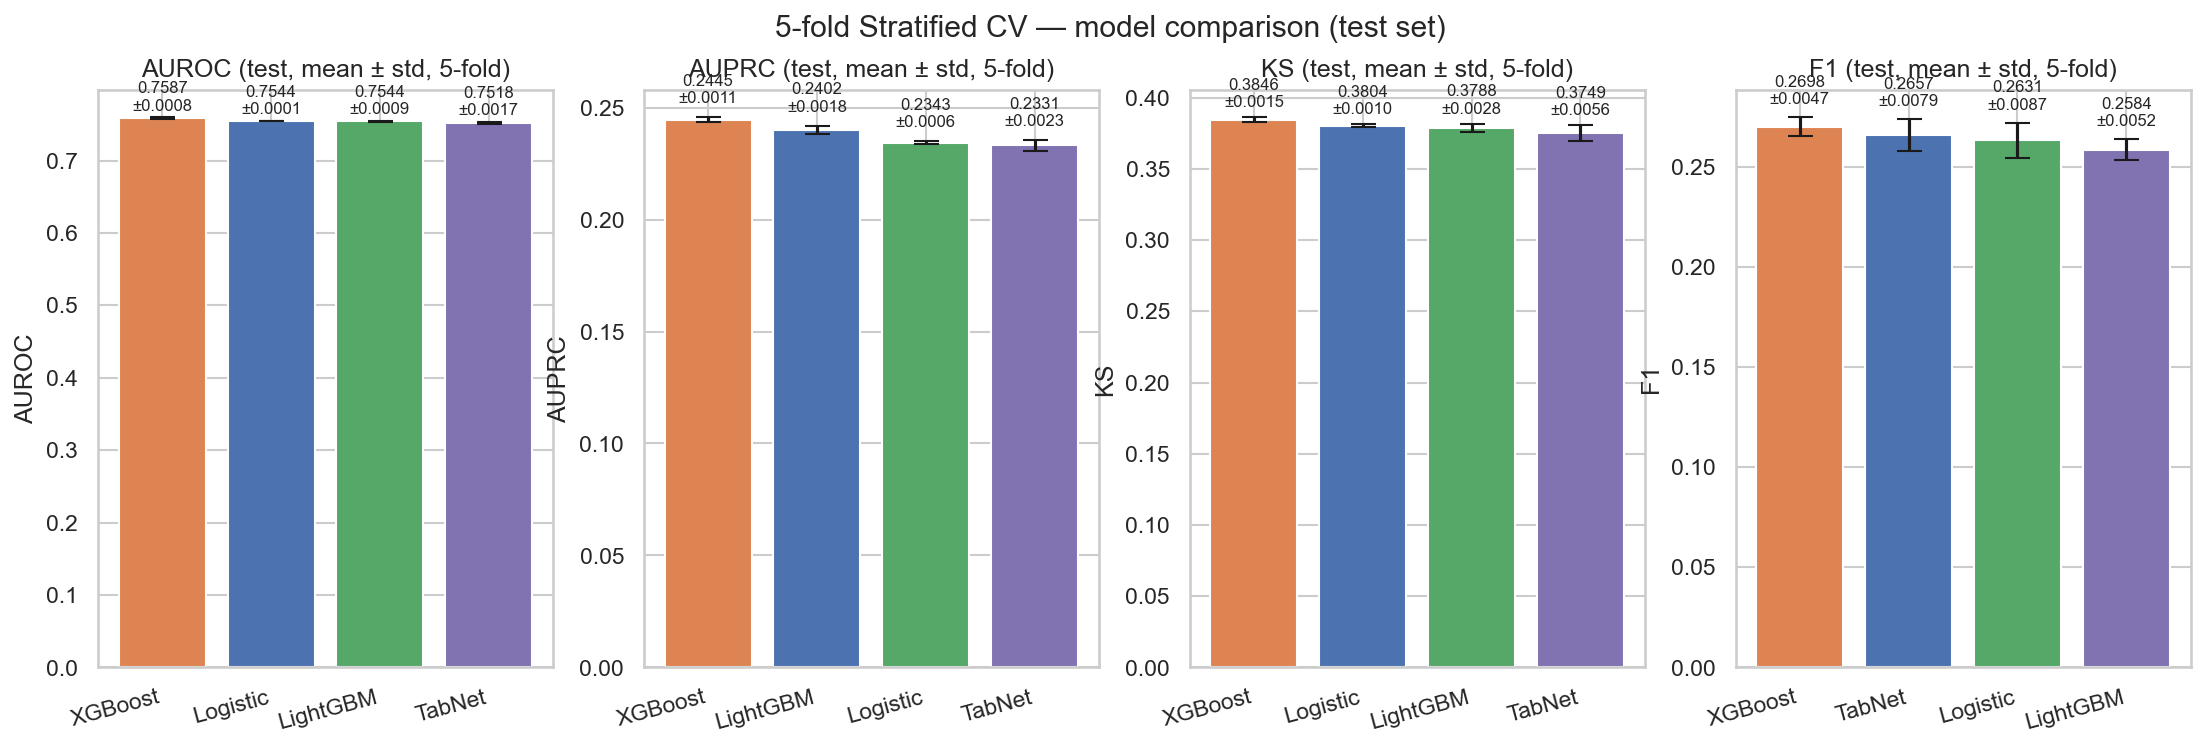 5-fold Stratified CV — model comparison (test set)
AUROC (test, mean ± std, 5-fold)
0.7587
±0.0008
0.7544
±0.0001
0.7544
±0.0009
0.7518
±0.0017
AUROC
0.7
0.6
0.5
0.4
0.3
0.2
0.1
0.0
XGBoost
Logistic
LightGBM
TabNet
AUPRC (test, mean ± std, 5-fold)
0.2445
±0.0011
0.2402
±0.0018
0.2343
±0.0006
0.2331
±0.0023
AUPRC
0.25
0.20
0.15
0.10
0.05
0.00
XGBoost
LightGBM
Logistic
TabNet
KS (test, mean ± std, 5-fold)
0.3846
±0.0015
0.3804
±0.0010
0.3788
±0.0028
0.3749
±0.0056
KS
0.40
0.35
0.30
0.25
0.20
0.15
0.10
0.05
0.00
XGBoost
Logistic
LightGBM
TabNet
F1 (test, mean ± std, 5-fold)
0.2698
±0.0047
0.2657
±0.0079
0.2631
±0.0087
0.2584
±0.0052
F1
0.25
0.20
0.15
0.10
0.05
0.00
XGBoost
TabNet
Logistic
LightGBM